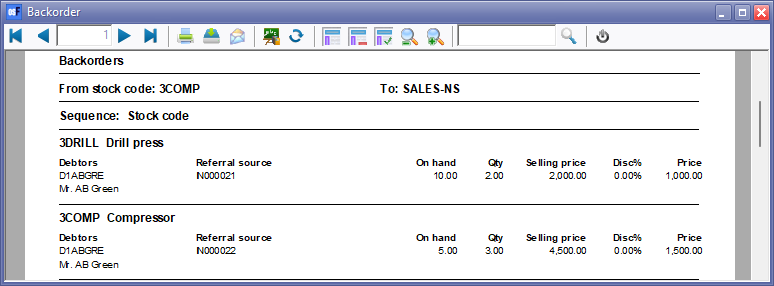 Backorder
1
Backorders
From stock code: 3COMP To: SALES-NS
Sequence: Stock code
3DRILL Drill press
Debtors Referral source On hand Qty Selling price Disc% Price
D1ABGRE IN000021 10.00 2.00 2,000.00 0.00% 1,000.00
Mr. AB Green
3COMP Compressor
Debtors Referral source On hand Qty Selling price Disc% Price
D1ABGRE IN000022 5.00 3.00 4,500.00 0.00% 1,500.00
Mr. AB Green